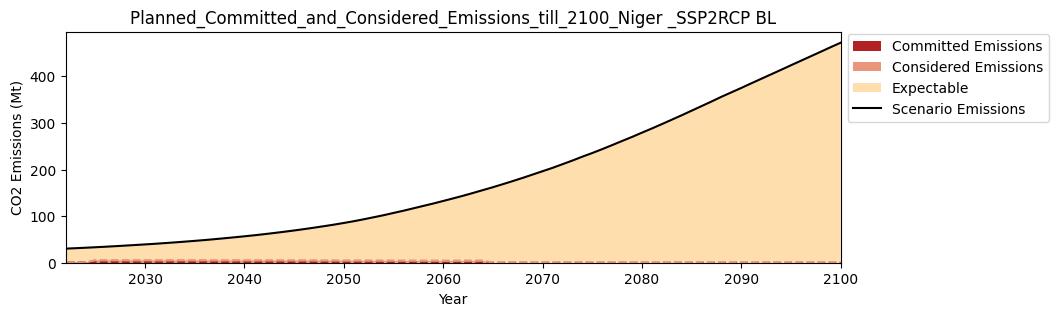 Planned_Committed_and_Considered_Emissions_till_2100_Niger _SSP2RCP BL
CO2 Emissions (Mt)
400
300
200
100
0
2030 2040 2050 2060 2070 2080 2090 2100
Year
Committed Emissions
Considered Emissions
Expectable
Scenario Emissions